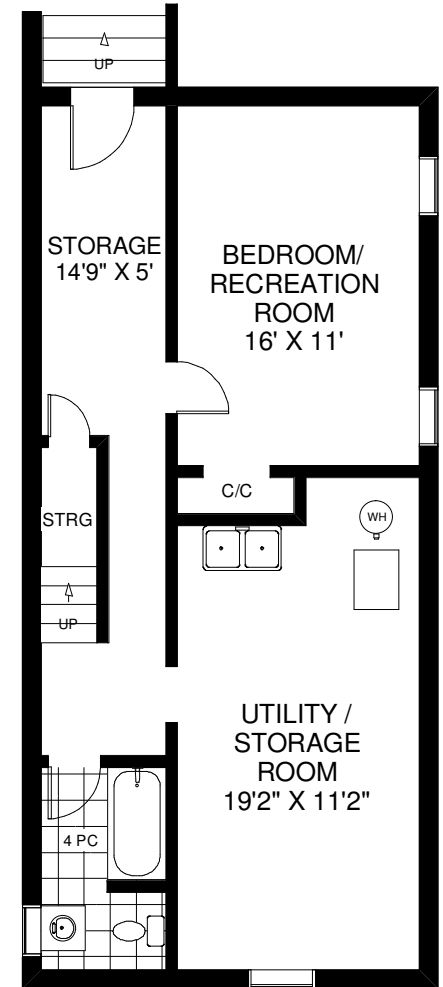 UP
STORAGE
14'9" X 5'
BEDROOM/
RECREATION
ROOM
16' X 11'
C/C
STRG
WH
UP
UTILITY /
STORAGE
ROOM
19'2" X 11'2"
4 PC